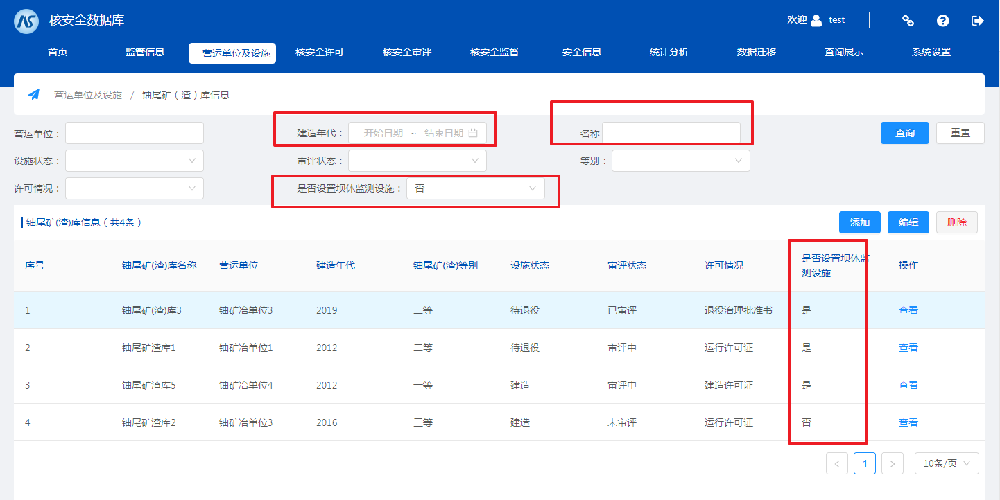 核安全数据库
欢迎 test
首页 监管信息 营运单位及设施 核安全许可 核安全审评 核安全监督 安全信息 统计分析 数据迁移 查询展示 系统设置
营运单位及设施 / 铀尾矿（渣）库信息
营运单位： 建造年代： 开始日期 ~ 结束日期 名称 查询 重置
设施状态： 审评状态： 等别：
许可情况： 是否设置坝体监测设施： 否
铀尾矿(渣)库信息（共4条） 添加 编辑 删除
序号 铀尾矿(渣)库名称 营运单位 建造年代 铀尾矿(渣)等别 设施状态 审评状态 许可情况 是否设置坝体监
测设施 操作
1 铀尾矿(渣)库3 铀矿冶单位3 2019 二等 待退役 已审评 退役治理批准书 是 查看
2 铀尾矿渣库1 铀矿冶单位1 2012 二等 待退役 审评中 运行许可证 是 查看
3 铀尾矿渣库5 铀矿冶单位4 2012 一等 建造 审评中 建造许可证 是 查看
4 铀尾矿渣库2 铀矿冶单位3 2016 三等 建造 未审评 运行许可证 否 查看
< 1 > 10条/页